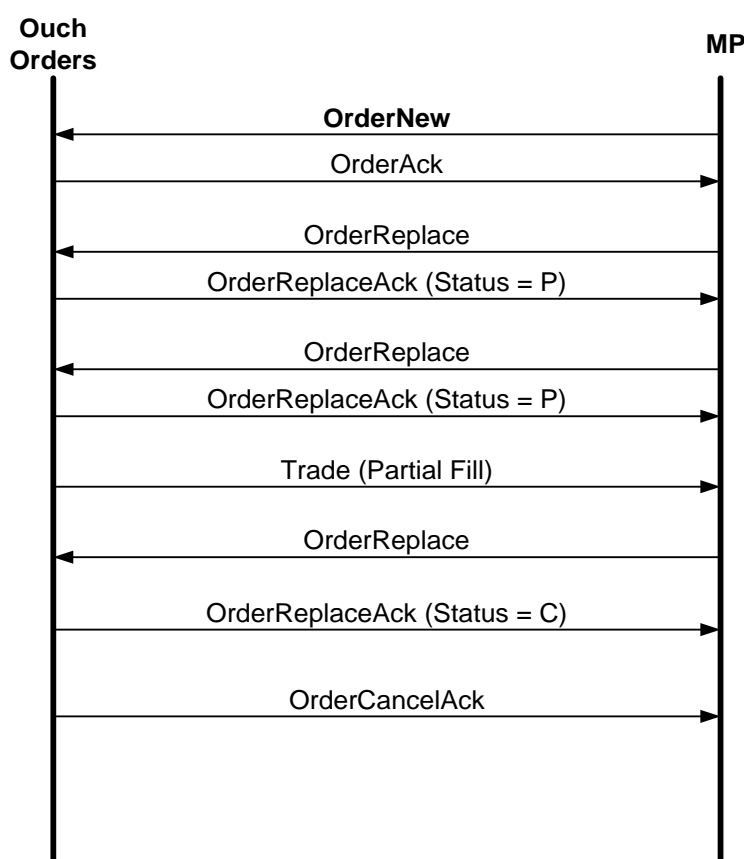 Ouch
Orders
MP
OrderNew
OrderAck
OrderReplace
OrderReplaceAck (Status = P)
OrderReplace
OrderReplaceAck (Status = P)
Trade (Partial Fill)
OrderReplace
OrderReplaceAck (Status = C)
OrderCancelAck